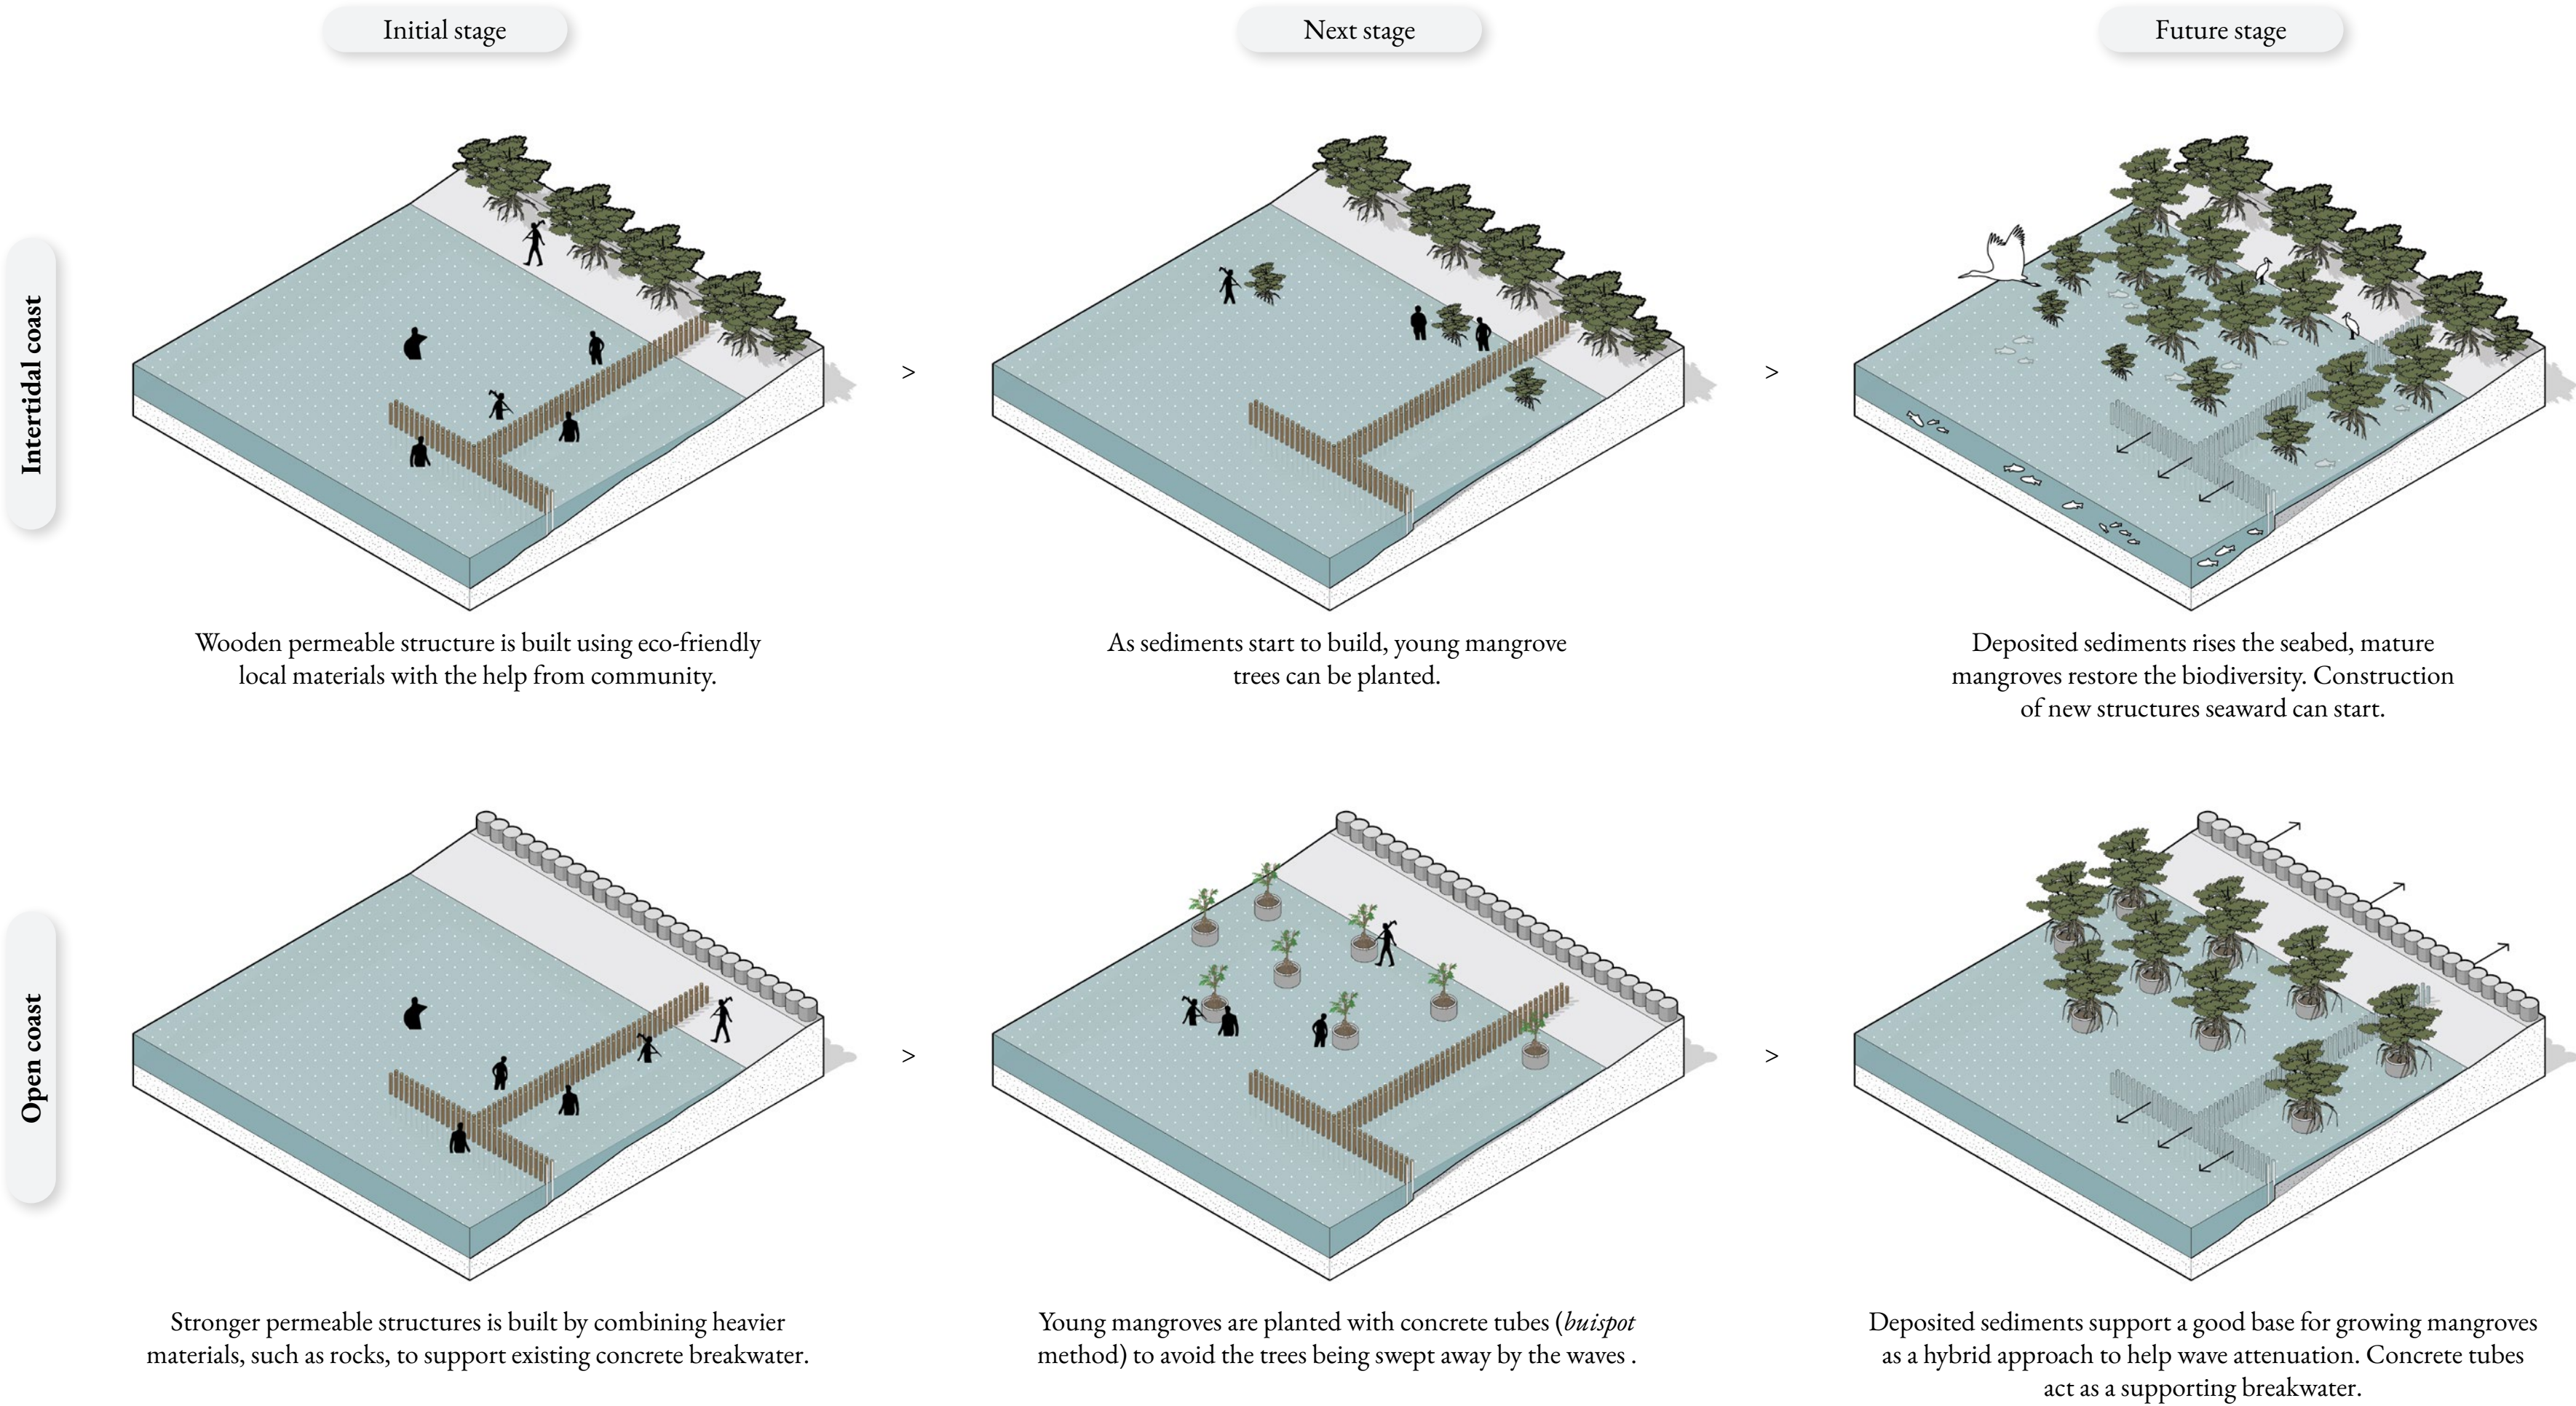 Initial stage
Next stage
Future stage
Intertidal coast
>
>
Wooden permeable structure is built using eco-friendly
local materials with the help from community.
As sediments start to build, young mangrove
trees can be planted.
Deposited sediments rises the seabed, mature
mangroves restore the biodiversity. Construction
of new structures seaward can start.
Open coast
>
>
Stronger permeable structures is built by combining heavier
materials, such as rocks, to support existing concrete breakwater.
Young mangroves are planted with concrete tubes (buispot
method) to avoid the trees being swept away by the waves .
Deposited sediments support a good base for growing mangroves
as a hybrid approach to help wave attenuation. Concrete tubes
act as a supporting breakwater.